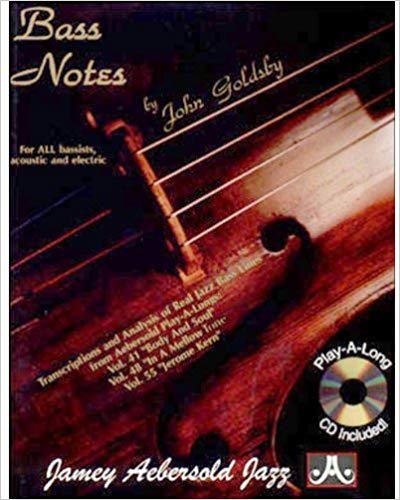 Bass
Notes
by John Goldsby
For ALL bassists,
acoustic and electric
Transcriptions and Analysis of Real Jazz Bass Lines
from Aebersold Play-A-Longs:
Vol. 41 "Body And Soul"
Vol. 48 "In A Mellow Tone"
Vol. 55 "Jerome Kern"
Play-A-Long
CD Included!
Jamey Aebersold Jazz
JA